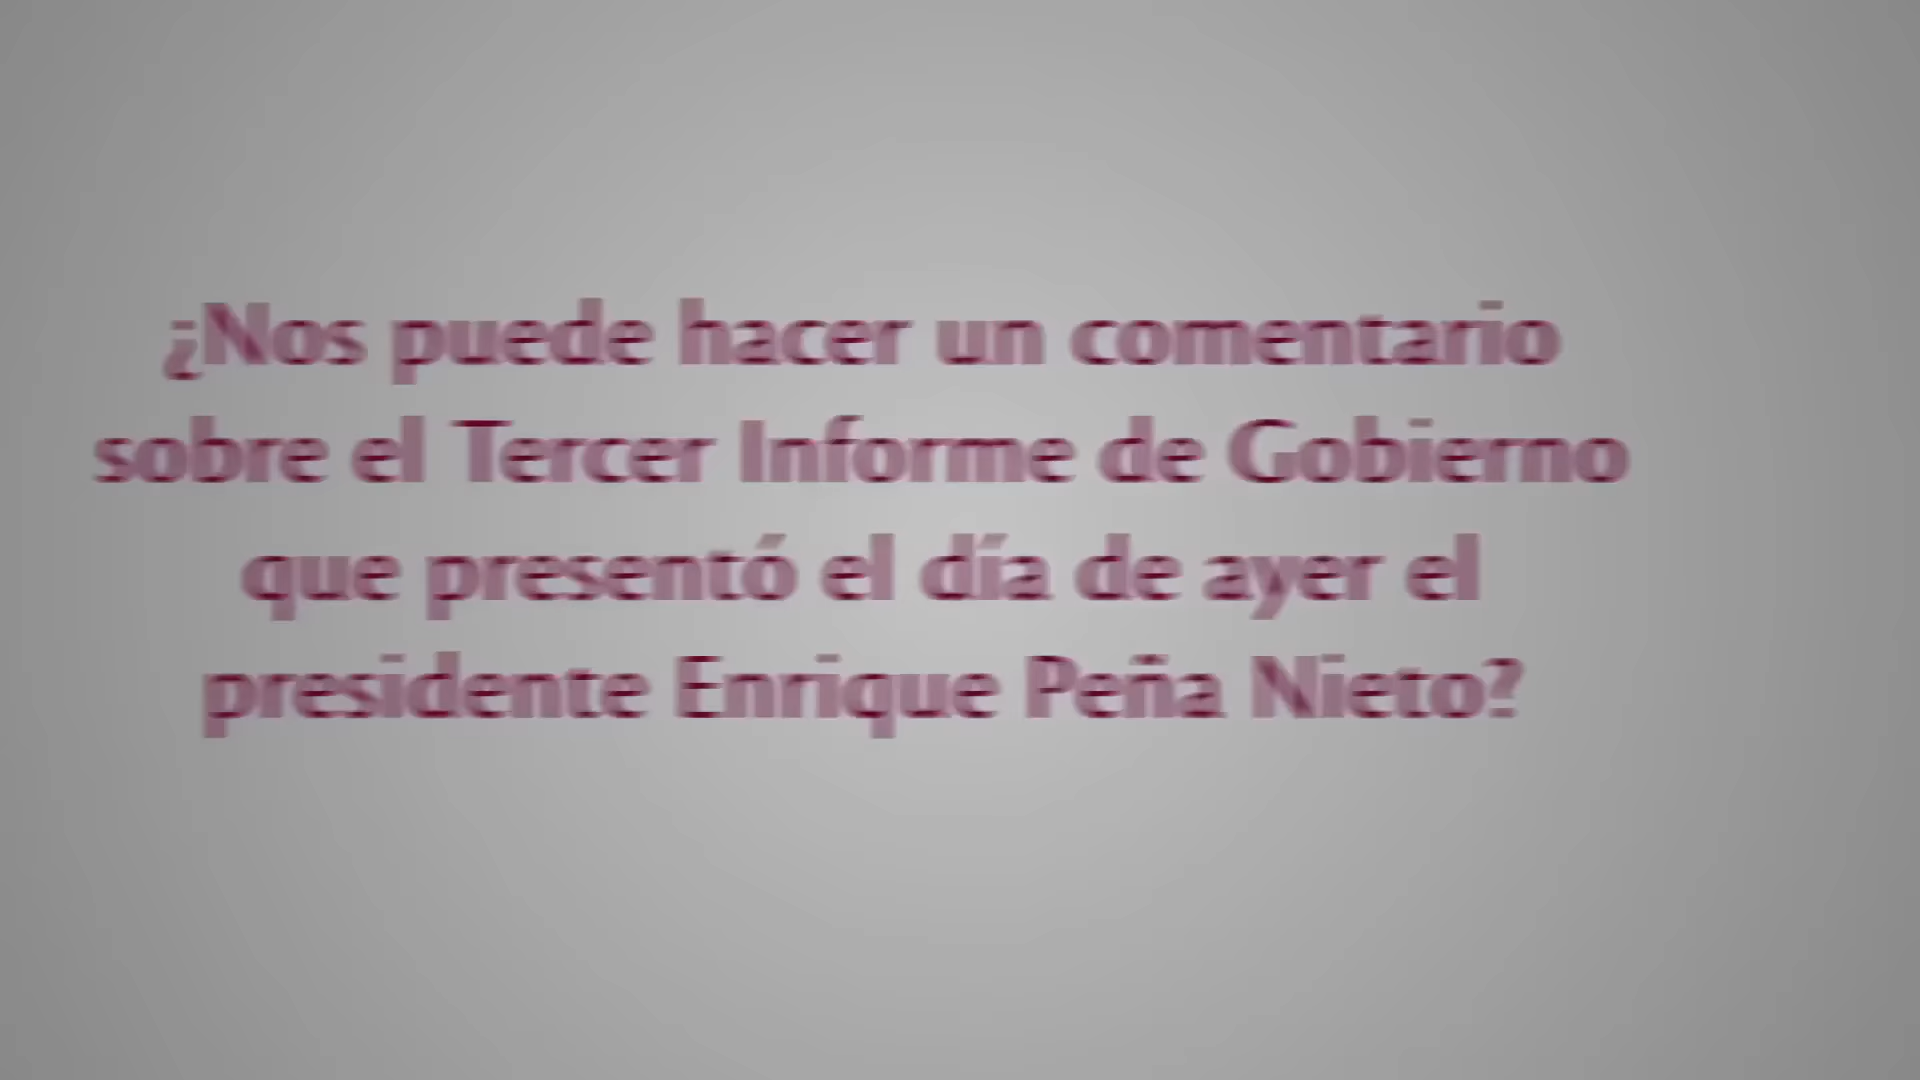 ¿Nos puede hacer un comentario
sobre el Tercer Informe de Gobierno
que presentó el día de ayer el
presidente Enrique Peña Nieto?